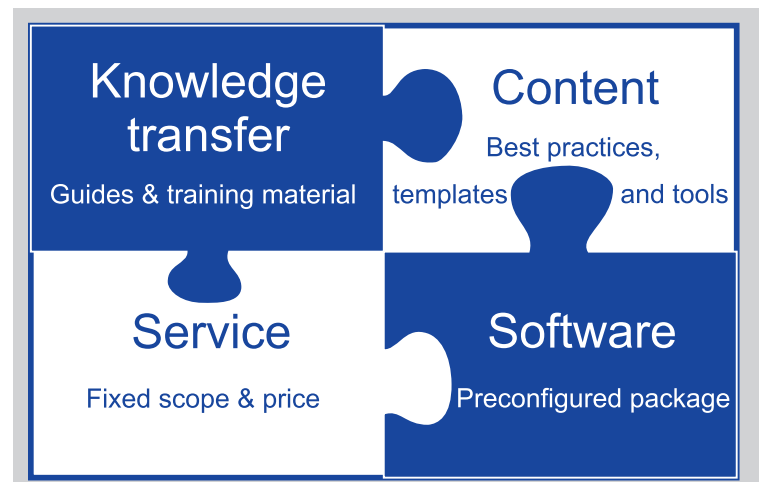 Knowledge
transfer
Guides & training material
Content
Best practices,
templates and tools
Service
Fixed scope & price
Software
Preconfigured package